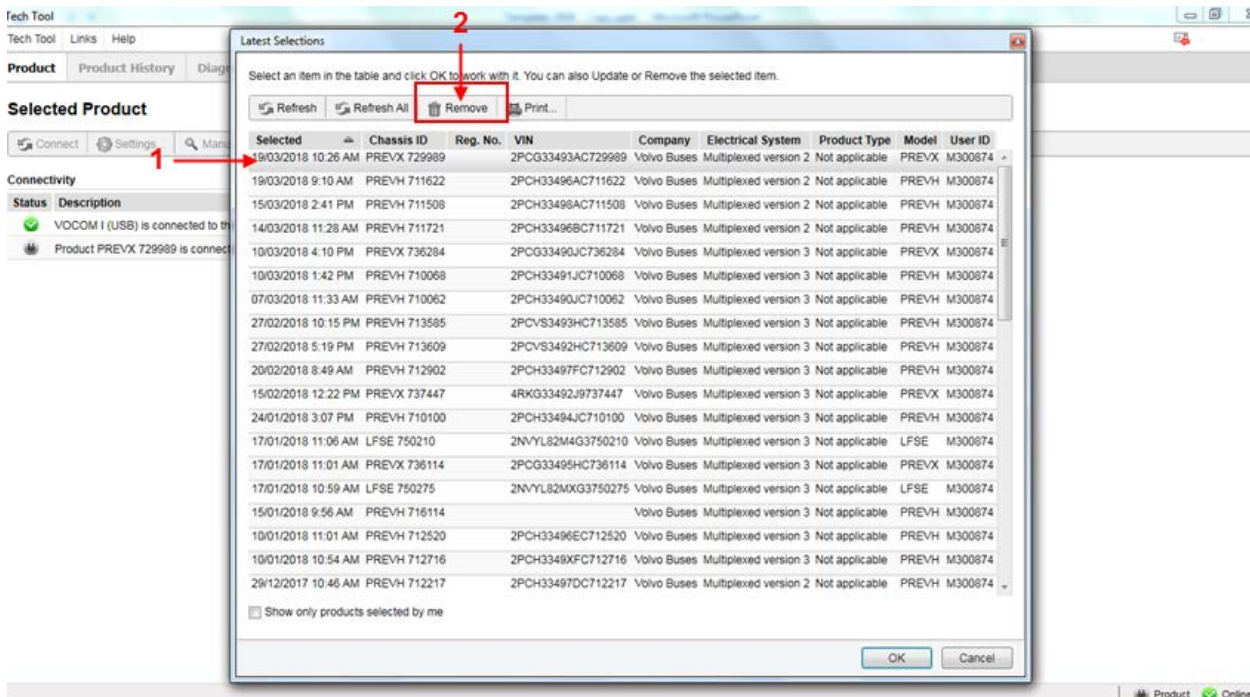 Tech Tool
2
Tech Tool Links Help
Latest Selections
Product Product History Diag
Select an item in the table and click OK to work with it. You can also Update or Remove the selected item.
Selected Product
Refresh Refresh All Remove Print...
Connect Settings Manu
1
Selected Chassis ID Reg. No. VIN Company Electrical System Product Type Model User ID
19/03/2018 10:26 AM PREVX 729989 2PCG33493AC729989 Volvo Buses Multiplexed version 2 Not applicable PREVX M300874
Connectivity
19/03/2018 9:10 AM PREVH 711622 2PCH33496AC711622 Volvo Buses Multiplexed version 2 Not applicable PREVH M300874
Status Description
15/03/2018 2:41 PM PREVH 711508 2PCH33498AC711508 Volvo Buses Multiplexed version 2 Not applicable PREVH M300874
VOCOM I (USB) is connected to th
14/03/2018 11:28 AM PREVH 711721 2PCH33496BC711721 Volvo Buses Multiplexed version 2 Not applicable PREVH M300874
Product PREVX 729989 is connect
10/03/2018 4:10 PM PREVX 736284 2PCG33490JC736284 Volvo Buses Multiplexed version 3 Not applicable PREVX M300874
10/03/2018 1:42 PM PREVH 710068 2PCH33491JC710068 Volvo Buses Multiplexed version 3 Not applicable PREVH M300874
07/03/2018 11:33 AM PREVH 710062 2PCH33490JC710062 Volvo Buses Multiplexed version 3 Not applicable PREVH M300874
27/02/2018 10:15 PM PREVH 713585 2PCVS3493HC713585 Volvo Buses Multiplexed version 3 Not applicable PREVH M300874
27/02/2018 5:19 PM PREVH 713609 2PCVS3492HC713609 Volvo Buses Multiplexed version 3 Not applicable PREVH M300874
20/02/2018 8:49 AM PREVH 712902 2PCH33497FC712902 Volvo Buses Multiplexed version 3 Not applicable PREVH M300874
15/02/2018 12:22 PM PREVX 737447 4RKG33492J9737447 Volvo Buses Multiplexed version 3 Not applicable PREVX M300874
24/01/2018 3:07 PM PREVH 710100 2PCH33494JC710100 Volvo Buses Multiplexed version 3 Not applicable PREVH M300874
17/01/2018 11:06 AM LFSE 750210 2NVYL82M4G3750210 Volvo Buses Multiplexed version 3 Not applicable LFSE M300874
17/01/2018 11:01 AM PREVX 736114 2PCG33495HC736114 Volvo Buses Multiplexed version 3 Not applicable PREVX M300874
17/01/2018 10:59 AM LFSE 750275 2NVYL82MXG3750275 Volvo Buses Multiplexed version 3 Not applicable LFSE M300874
15/01/2018 9:56 AM PREVH 716114 Volvo Buses Multiplexed version 3 Not applicable PREVH M300874
10/01/2018 11:01 AM PREVH 712520 2PCH33496EC712520 Volvo Buses Multiplexed version 3 Not applicable PREVH M300874
10/01/2018 10:54 AM PREVH 712716 2PCH3349XFC712716 Volvo Buses Multiplexed version 3 Not applicable PREVH M300874
29/12/2017 10:46 AM PREVH 712217 2PCH33497DC712217 Volvo Buses Multiplexed version 2 Not applicable PREVH M300874
Show only products selected by me
OK Cancel
Product Online